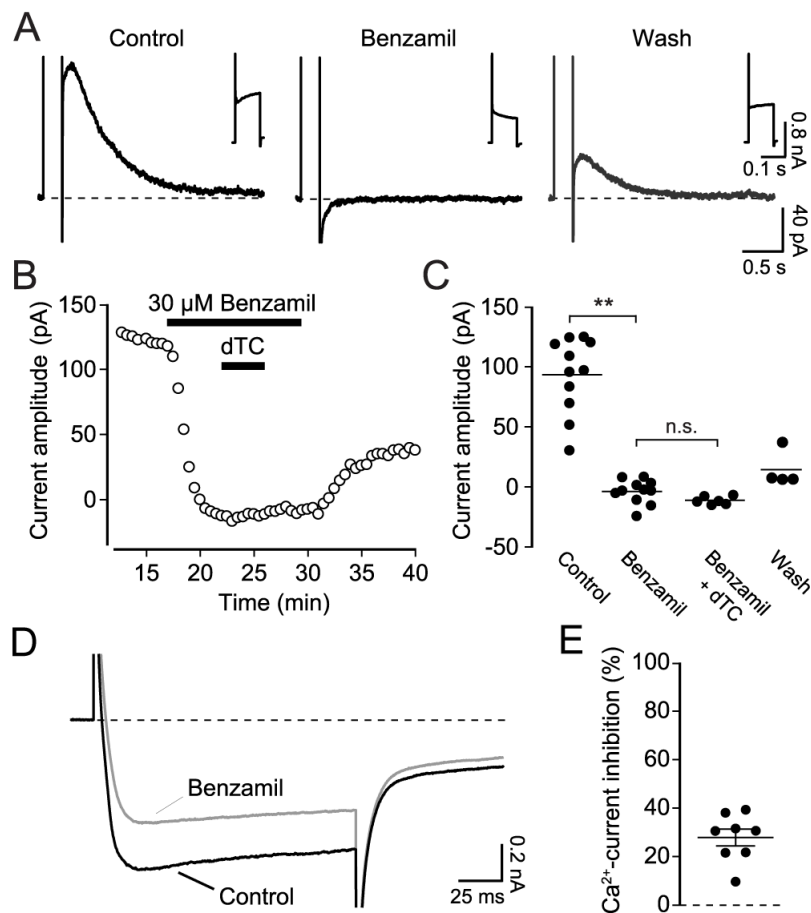 A
Control
Benzamil
Wash
0.8 nA
0.1 s
40 pA
0.5 s
B
Current amplitude (pA)
150
100
50
0
30 µM Benzamil
dTC
15
20
25
30
35
40
Time (min)
C
Current amplitude (pA)
150
100
50
0
-50
**
n.s.
Control
Benzamil
Benzamil
+ dTC
Wash
D
Benzamil
Control
0.2 nA
25 ms
E
Ca²⁺-current inhibition (%)
100
80
60
40
20
0